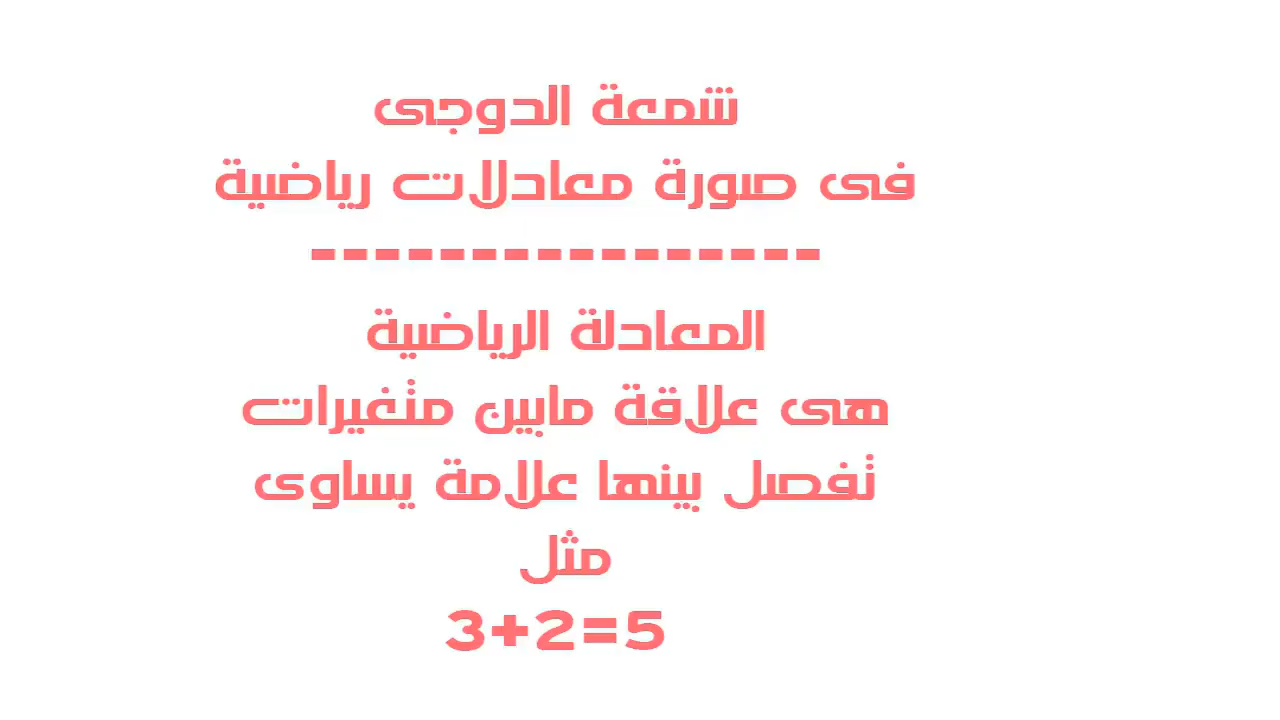 شمعة الدوجى
فى صورة معادلات رياضية
----------------
المعادلة الرياضية
هى علاقة مابين متغيرات
تفصل بينها علامة يساوى
مثل
3+2=5